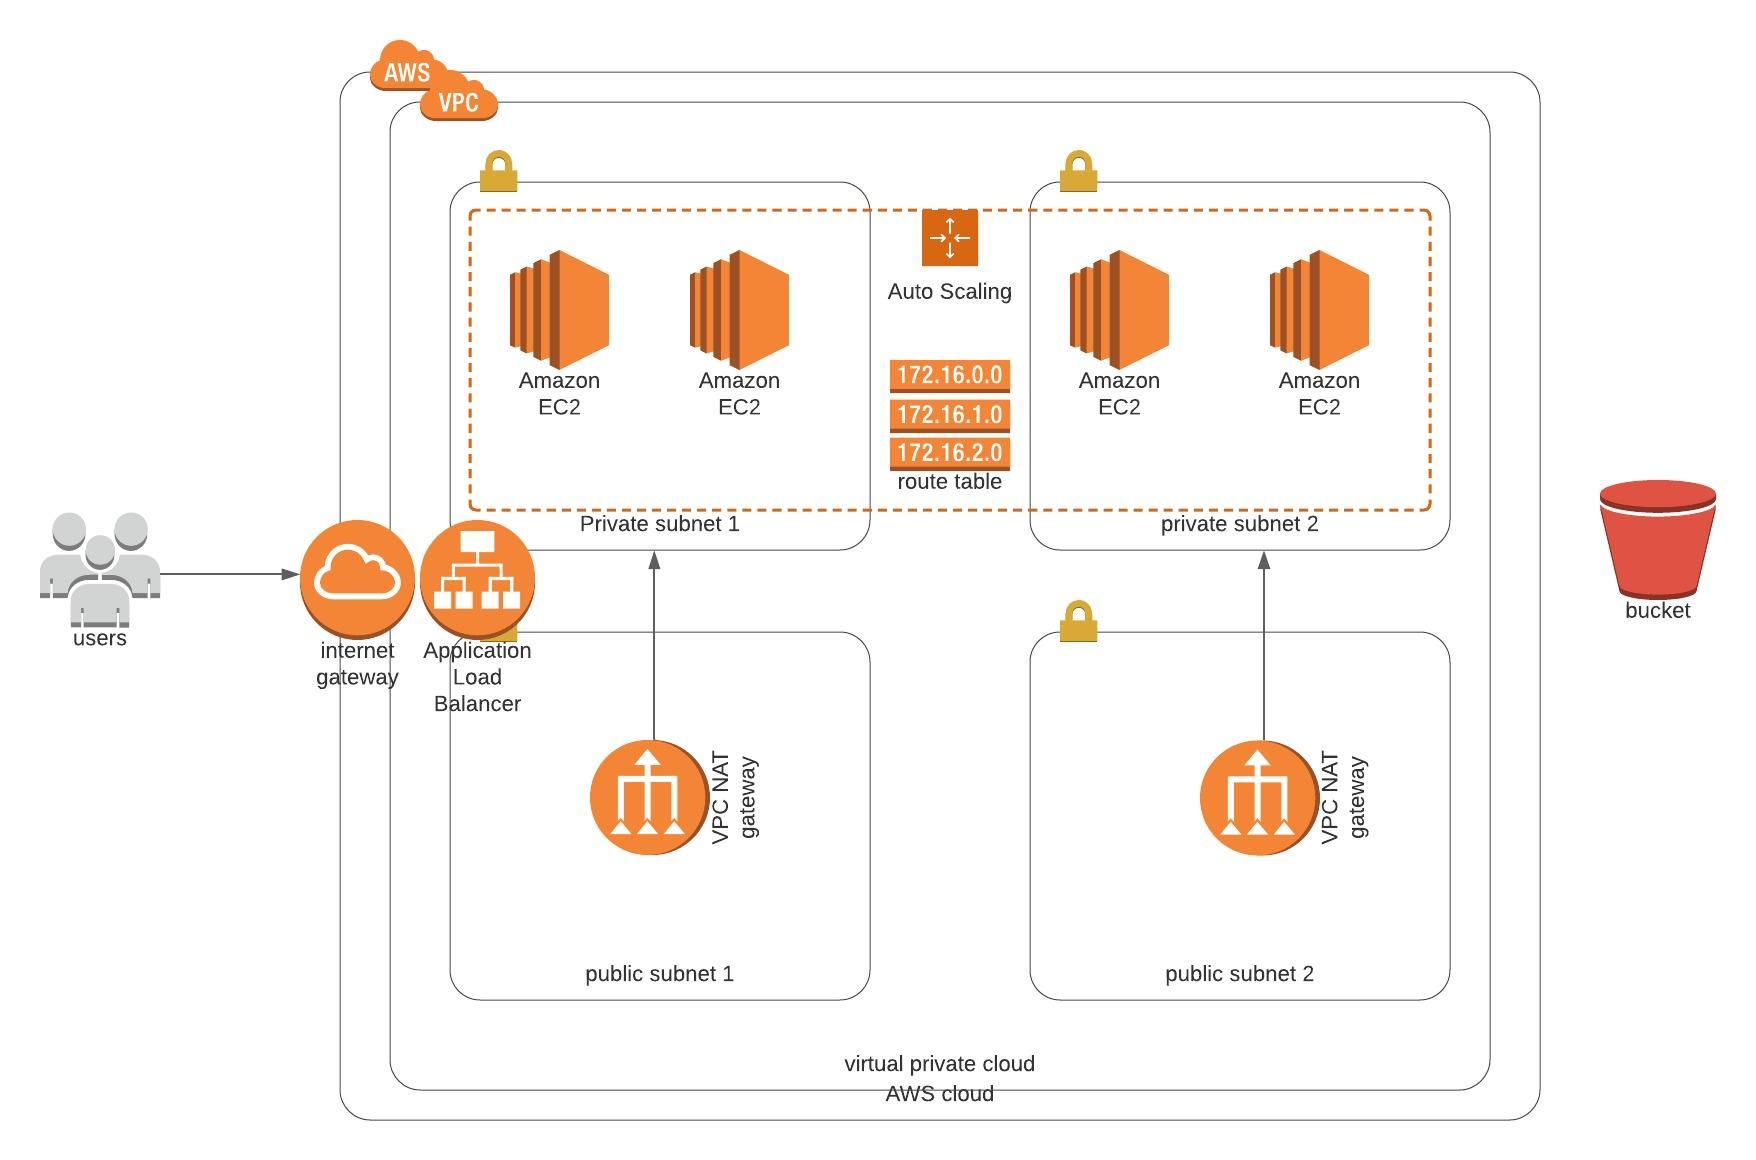 AWS
VPC
Auto Scaling
Amazon
EC2
Amazon
EC2
Amazon
EC2
Amazon
EC2
172.16.0.0
172.16.1.0
172.16.2.0
route table
Private subnet 1
private subnet 2
users
internet
gateway
Application
Load
Balancer
bucket
VPC NAT
gateway
VPC NAT
gateway
public subnet 1
public subnet 2
virtual private cloud
AWS cloud